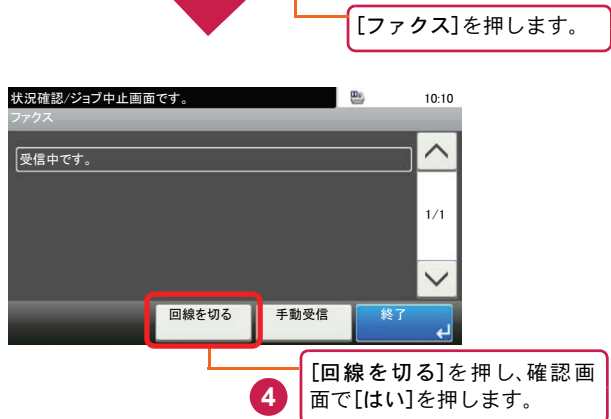 [ファクス]を押します。
状況確認/ジョブ中止画面です。 10:10
ファクス
受信中です。
1/1
回線を切る 手動受信 終了
[回線を切る]を押し、確認画
4 面で[はい]を押します。